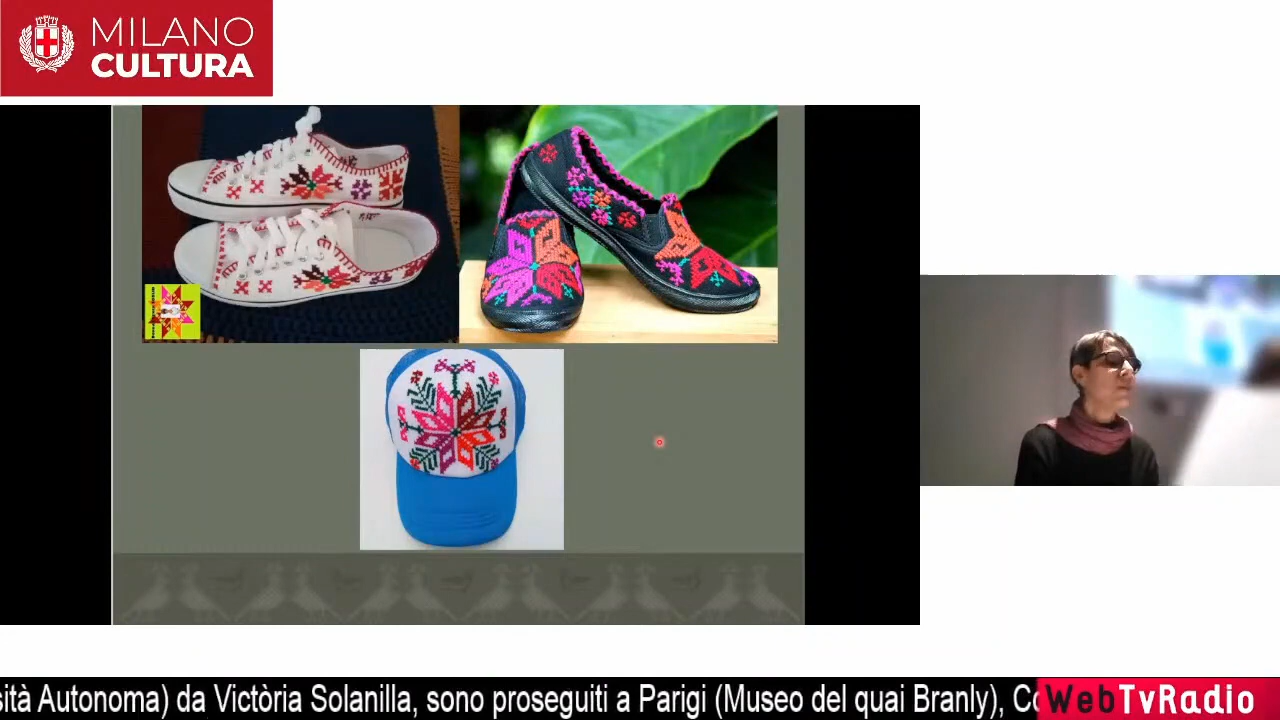 MILANO
CULTURA
sità Autonoma) da Victòria Solanilla, sono proseguiti a Parigi (Museo del quai Branly), Co
WebTvRadio